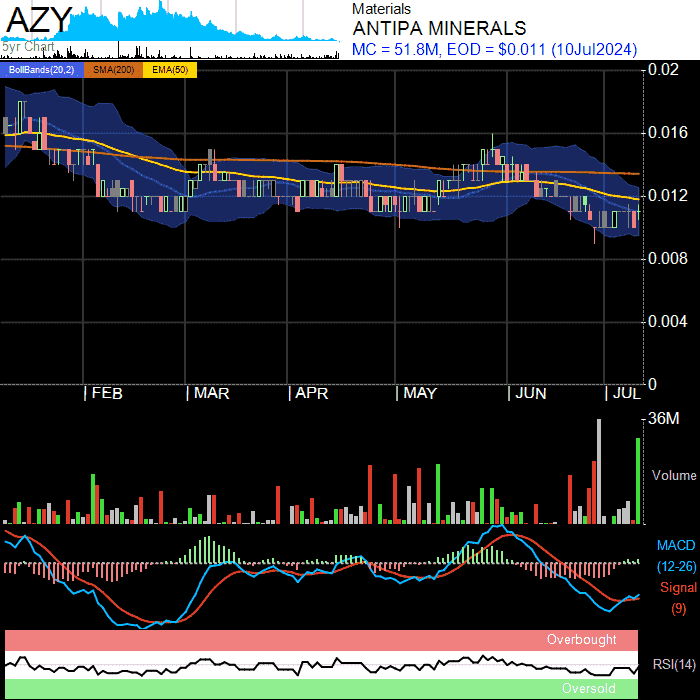 AZY
5yr Chart
Materials
ANTIPA MINERALS
MC = 51.8M, EOD = $0.011 (10Jul2024)
BollBands(20,2) SMA(200) EMA(50)
0.02
0.016
0.012
0.008
0.004
0
FEB MAR APR MAY JUN JUL
36M
Volume
MACD
(12-26)
Signal
(9)
Overbought
RSI(14)
Oversold